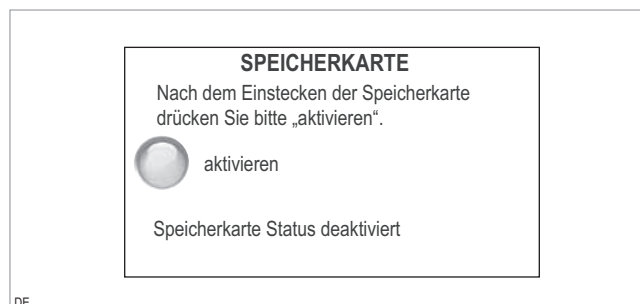 SPEICHERKARTE
Nach dem Einstecken der Speicherkarte
drücken Sie bitte „aktivieren“.
aktivieren
Speicherkarte Status deaktiviert
DE